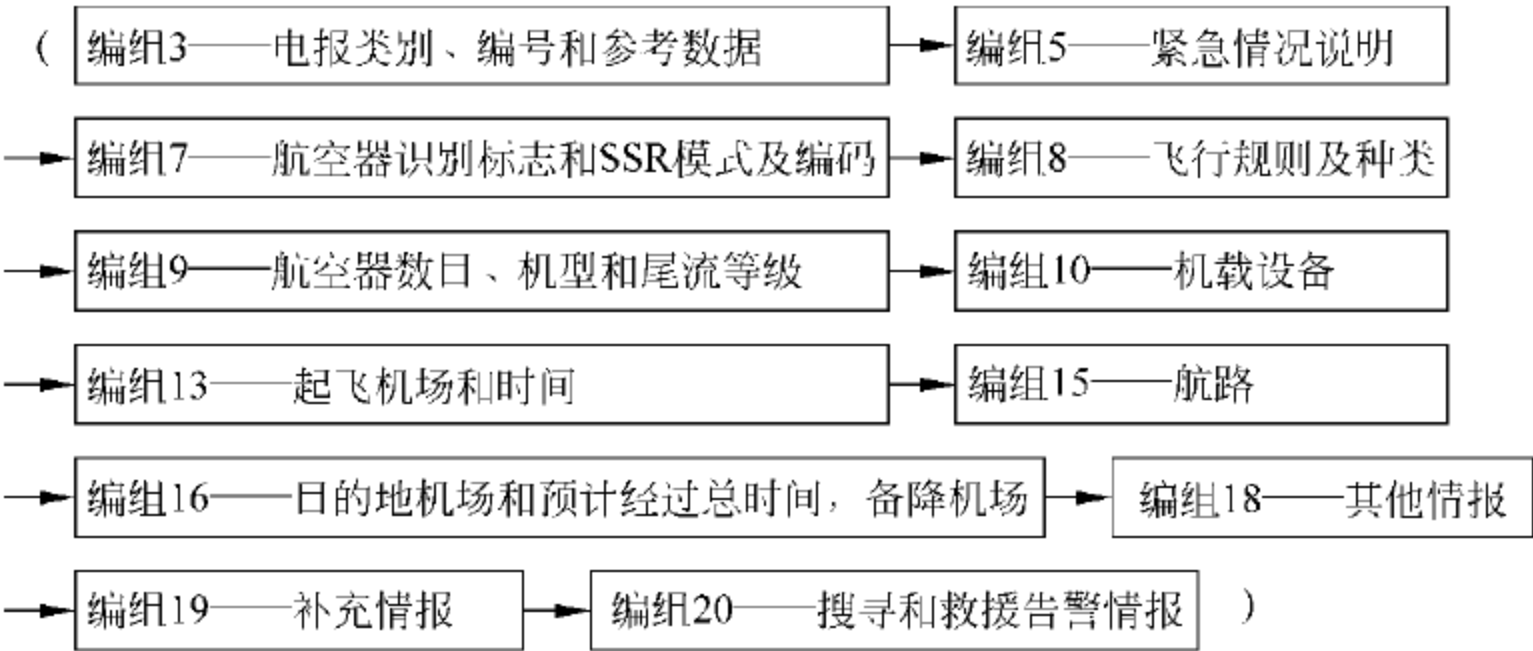 ( 编组3——电报类别、编号和参考数据 编组5——紧急情况说明
编组7——航空器识别标志和SSR模式及编码 编组8——飞行规则及种类
编组9——航空器数目、机型和尾流等级 编组10——机载设备
编组13——起飞机场和时间 编组15——航路
编组16——目的地机场和预计经过总时间，备降机场 编组18——其他情报
编组19——补充情报 编组20——搜寻和救援告警情报 )